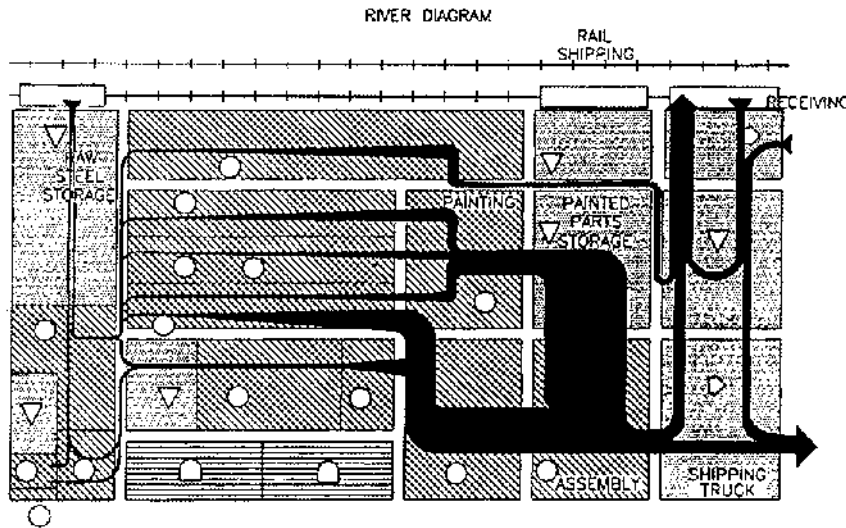 RIVER DIAGRAM
RAIL
SHIPPING
RECEIVING
RAW
STEEL
STORAGE
PAINTING
PAINTED
PARTS
STORAGE
ASSEMBLY
SHIPPING
TRUCK